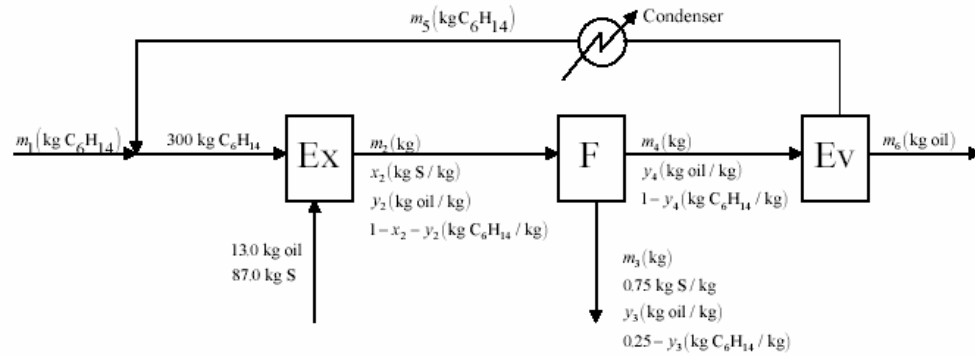 m5(kgC6H14)
Condenser
m1(kg C6H14)
300 kg C6H14
Ex
m2(kg)
x2(kg S / kg)
y2(kg oil / kg)
1−x2−y2(kg C6H14 / kg)
F
m4(kg)
y4(kg oil / kg)
1−y4(kg C6H14 / kg)
Ev
m6(kg oil)
13.0 kg oil
87.0 kg S
m3(kg)
0.75 kg S / kg
y3(kg oil / kg)
0.25−y3(kg C6H14 / kg)